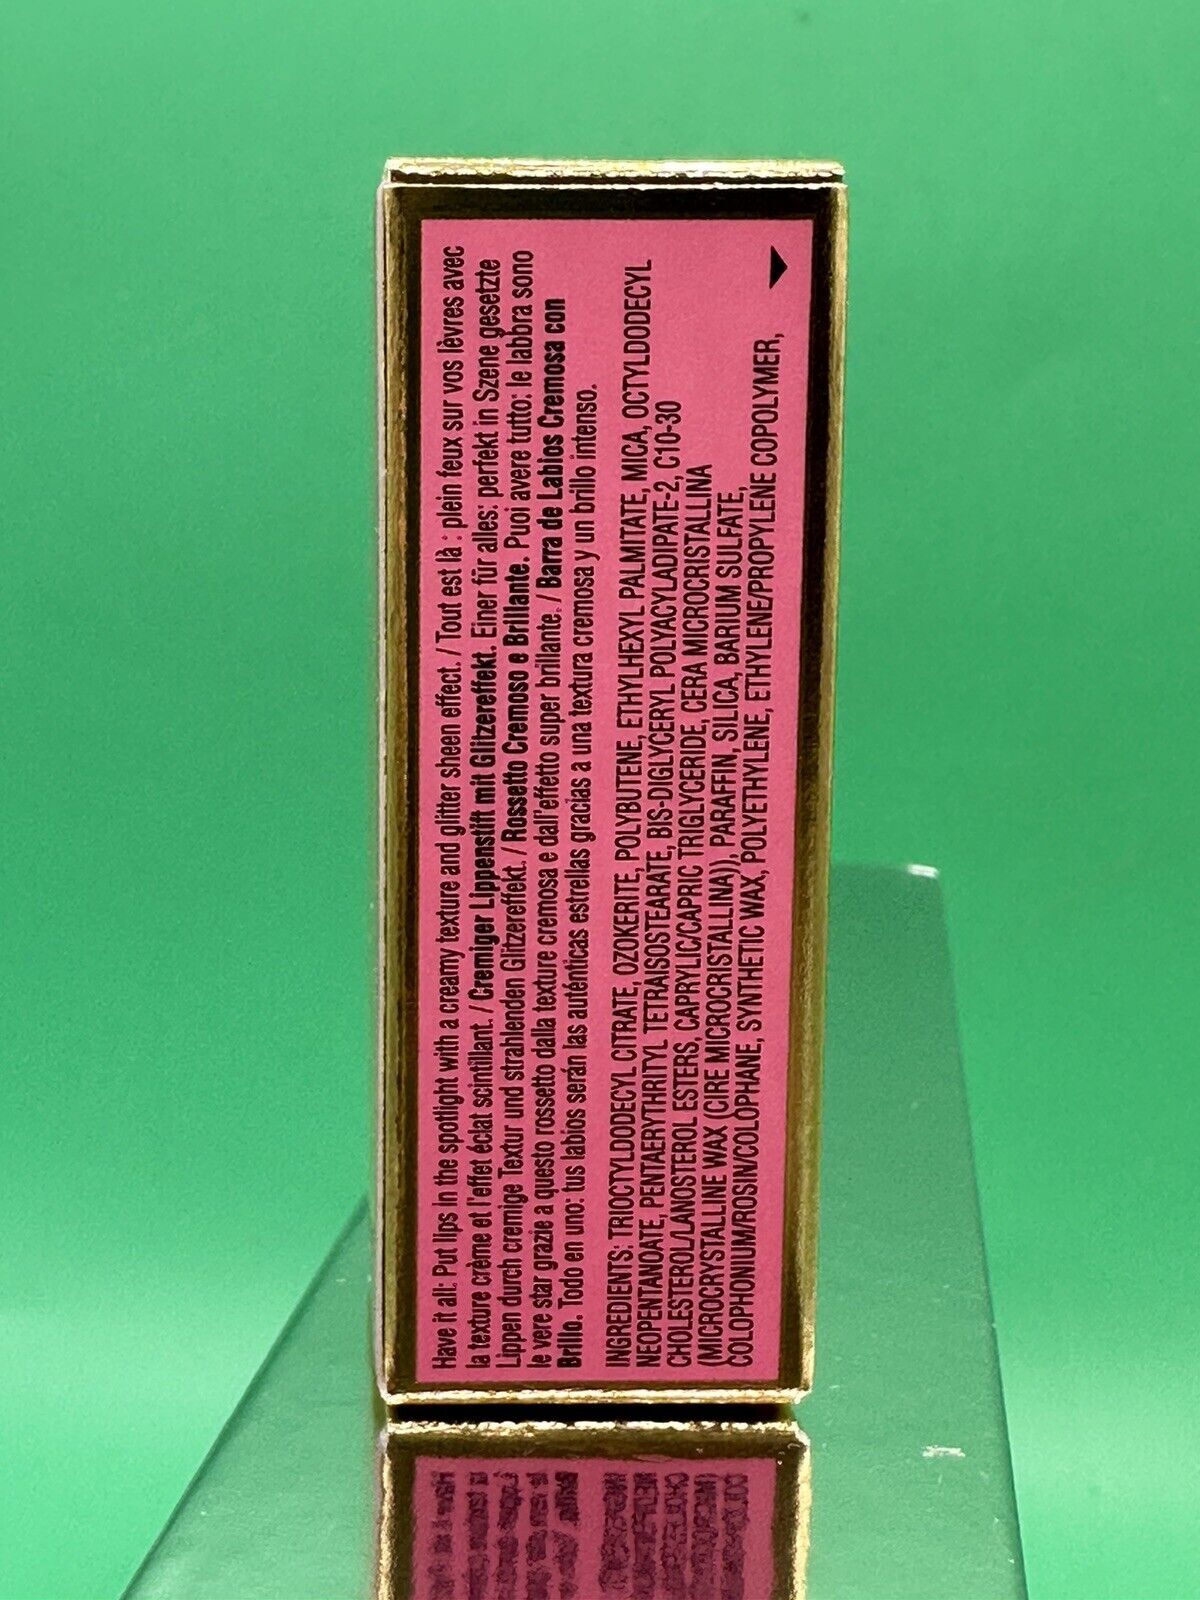 Have it all: Put lips in the spotlight with a creamy texture and glitter sheen effect. / Tout est là : plein feux sur vos lèvres avec
la texture crème et l'effet éclat scintillant. / Cremiger Lippenstift mit Glitzereffekt. Einer für alles: perfekt in Szene gesetzte
Lippen durch cremige Textur und strahlenden Glitzereffekt. / Rossetto Cremoso e Brillante. Puoi avere tutto: le labbra sono
le vere star grazie a questo rossetto dalla texture cremosa e dall'effetto super brillante. / Barra de Labios Cremosa con
Brillo. Todo en uno: tus labios serán las auténticas estrellas gracias a una textura cremosa y un brillo intenso.
INGREDIENTS: TRIOCTYLDODECYL CITRATE, OZOKERITE, POLYBUTENE, ETHYLHEXYL PALMITATE, MICA, OCTYLDODECYL
NEOPENTANOATE, PENTAERYTHRITYL TETRAISOSTEARATE, BIS-DIGLYCERYL POLYACYLADIPATE-2, C10-30
CHOLESTEROL/LANOSTEROL ESTERS, CAPRYLIC/CAPRIC TRIGLYCERIDE, CERA MICROCRISTALLINA
(MICROCRYSTALLINE WAX (CIRE MICROCRISTALLINA)), PARAFFIN, SILICA, BARIUM SULFATE,
COLOPHONIUM/ROSIN/COLOPHANE, SYNTHETIC WAX, POLYETHYLENE, ETHYLENE/PROPYLENE COPOLYMER,